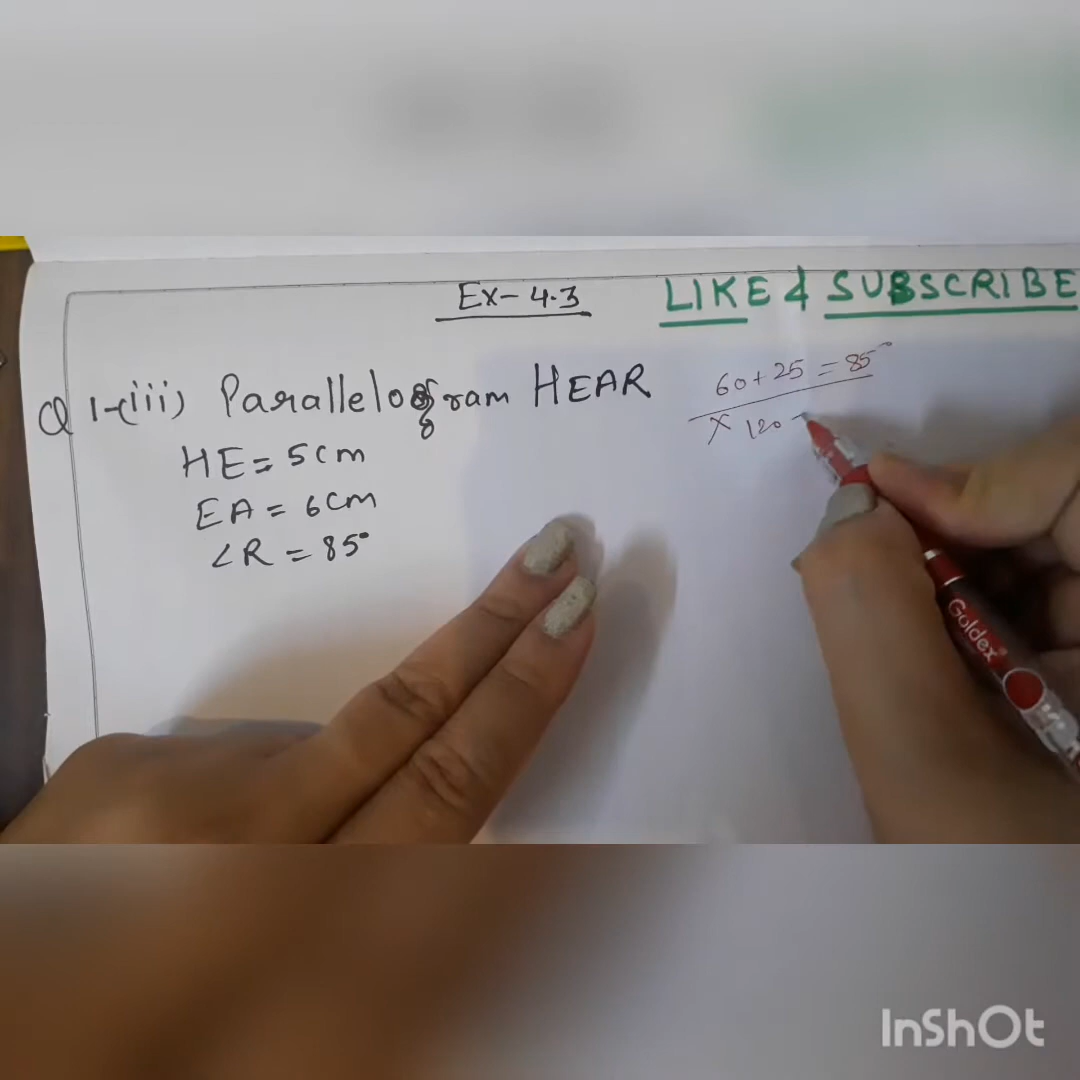 Ex- 4.3
LIKE & SUBSCRIBE
Q 1-(iii) Parallelogram HEAR
HE = 5cm
EA = 6cm
∠R = 85°
60+25 = 85°
× 120 -
Goldex
InShOt